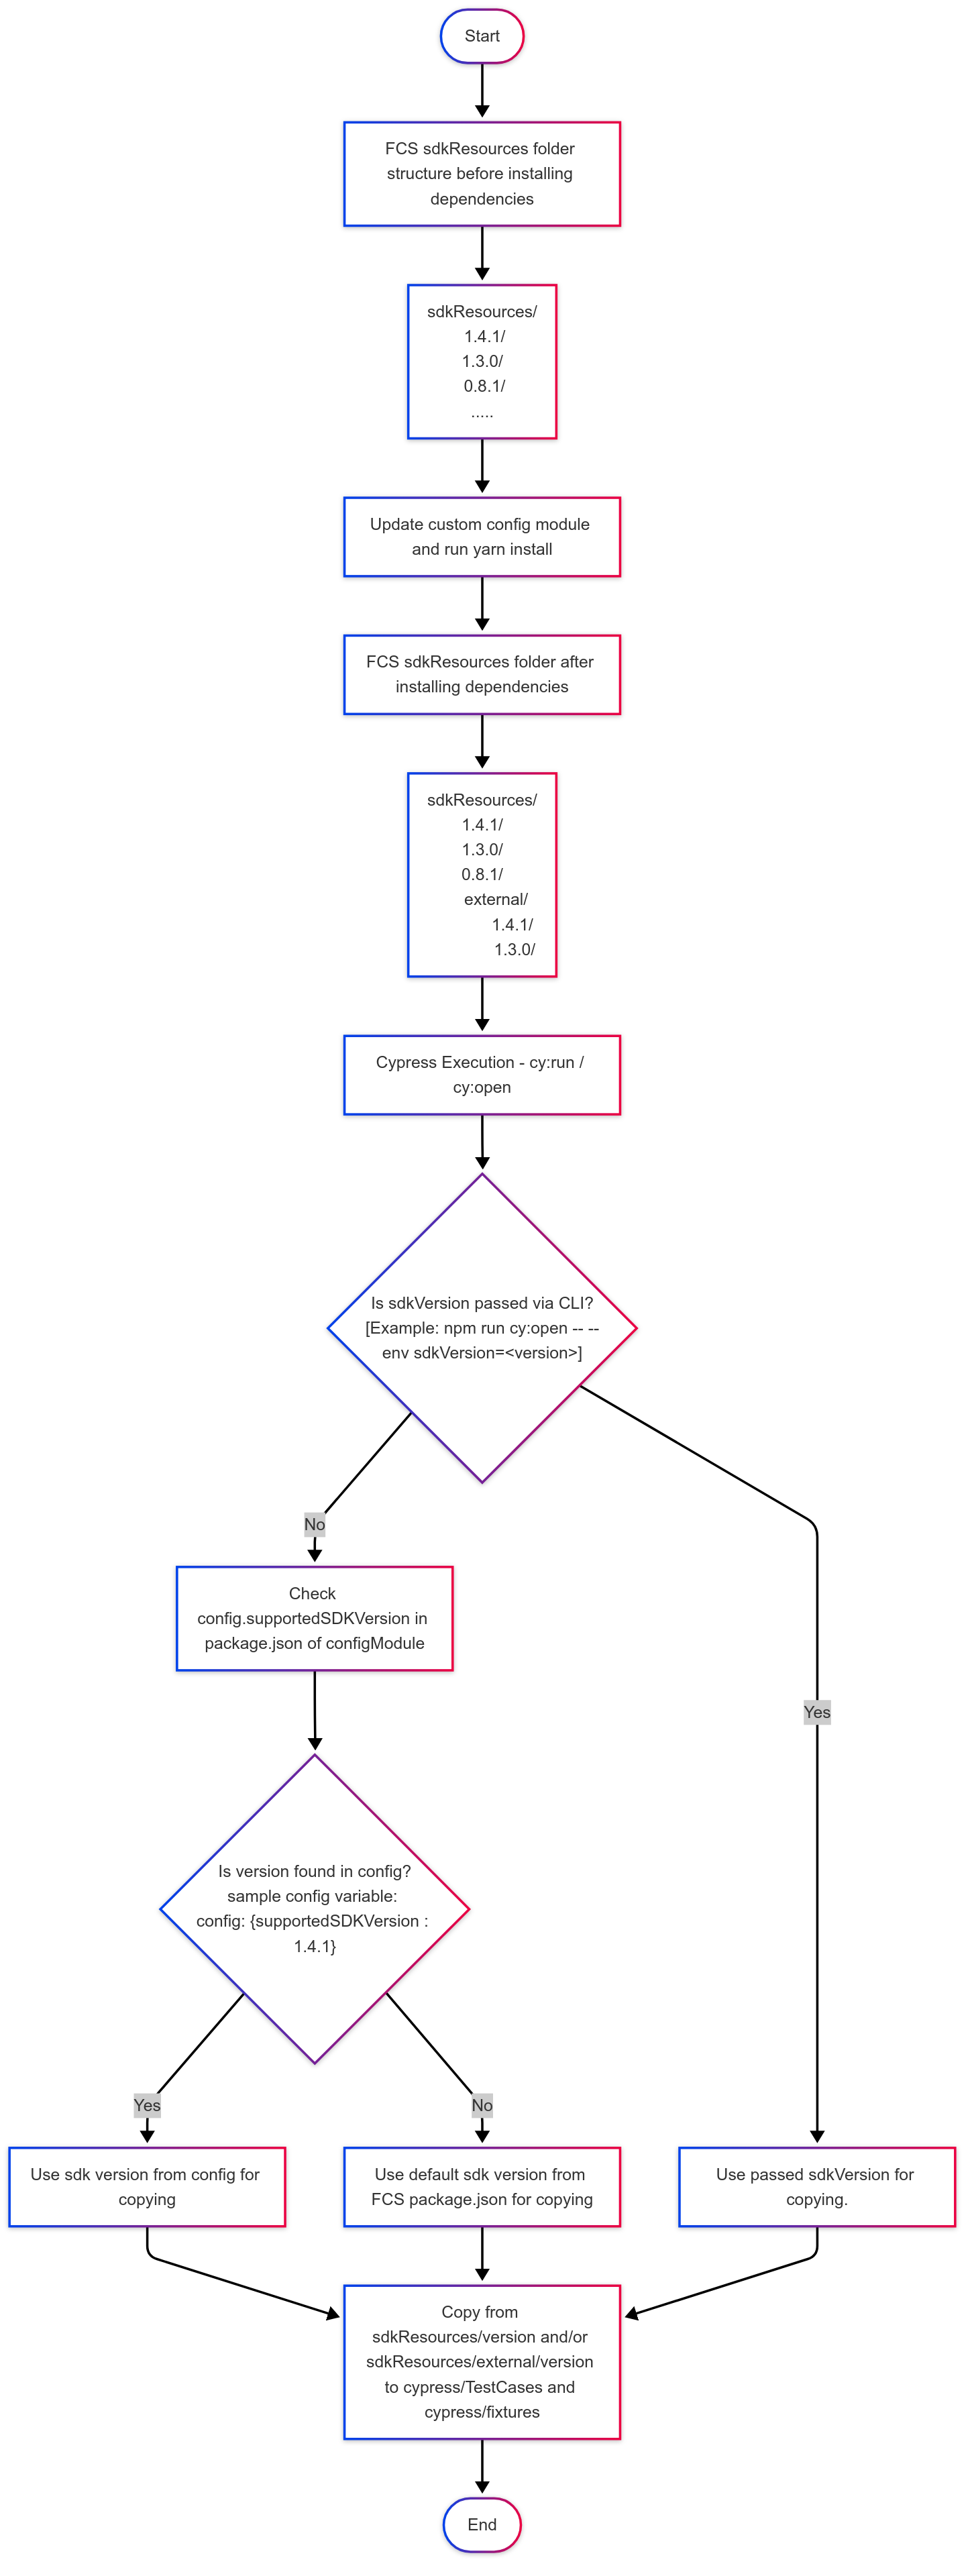 Start
FCS sdkResources folder
structure before installing
dependencies
sdkResources/
1.4.1/
1.3.0/
0.8.1/
.....
Update custom config module
and run yarn install
FCS sdkResources folder after
installing dependencies
sdkResources/
1.4.1/
1.3.0/
0.8.1/
external/
1.4.1/
1.3.0/
Cypress Execution - cy:run /
cy:open
Is sdkVersion passed via CLI?
[Example: npm run cy:open -- --
env sdkVersion=<version>]
No
Check
config.supportedSDKVersion in
package.json of configModule
Yes
Is version found in config?
sample config variable:
config: {supportedSDKVersion :
1.4.1}
Yes
No
Use sdk version from config for
copying
Use default sdk version from
FCS package.json for copying
Use passed sdkVersion for
copying.
Copy from
sdkResources/version and/or
sdkResources/external/version
to cypress/TestCases and
cypress/fixtures
End